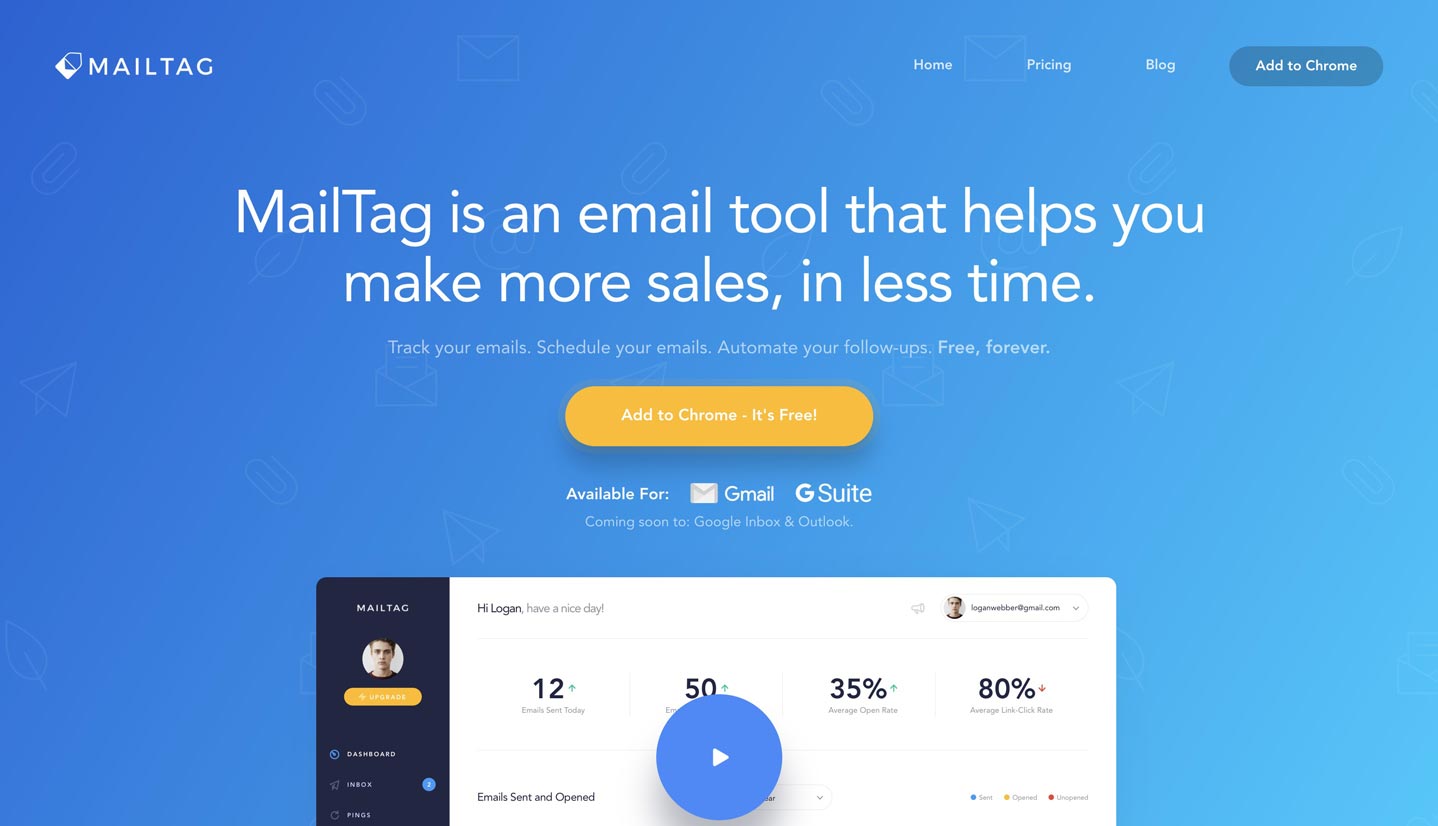 MAILTAG
Home Pricing Blog Add to Chrome
MailTag is an email tool that helps you
make more sales, in less time.
Track your emails. Schedule your emails. Automate your follow-ups. Free, forever.
Add to Chrome - It's Free!
Available For: Gmail G Suite
Coming soon to: Google Inbox & Outlook.
MAILTAG
UPGRADE
DASHBOARD
INBOX 2
PINGS
Hi Logan, have a nice day!
loganwebber@gmail.com
12
Emails Sent Today
50
35%
Average Open Rate
80%
Average Link-Click Rate
Emails Sent and Opened
Sent Opened Unopened